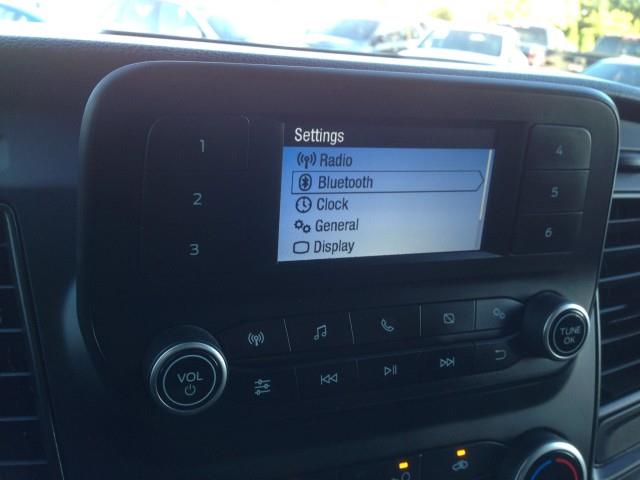 Settings
Radio
Bluetooth
Clock
General
Display
1
2
3
4
5
6
VOL
TUNE
OK